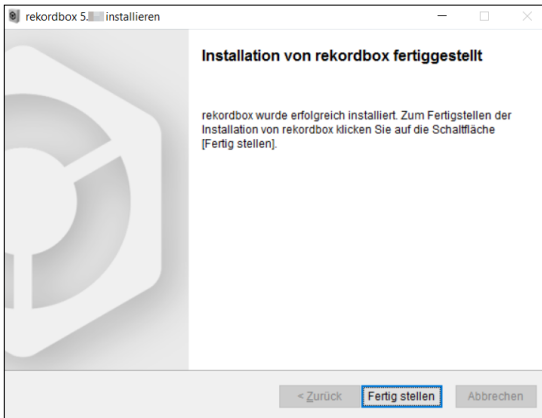 rekordbox 5. installieren
Installation von rekordbox fertiggestellt
rekordbox wurde erfolgreich installiert. Zum Fertigstellen der
Installation von rekordbox klicken Sie auf die Schaltfläche
[Fertig stellen].
< Zurück Fertig stellen Abbrechen